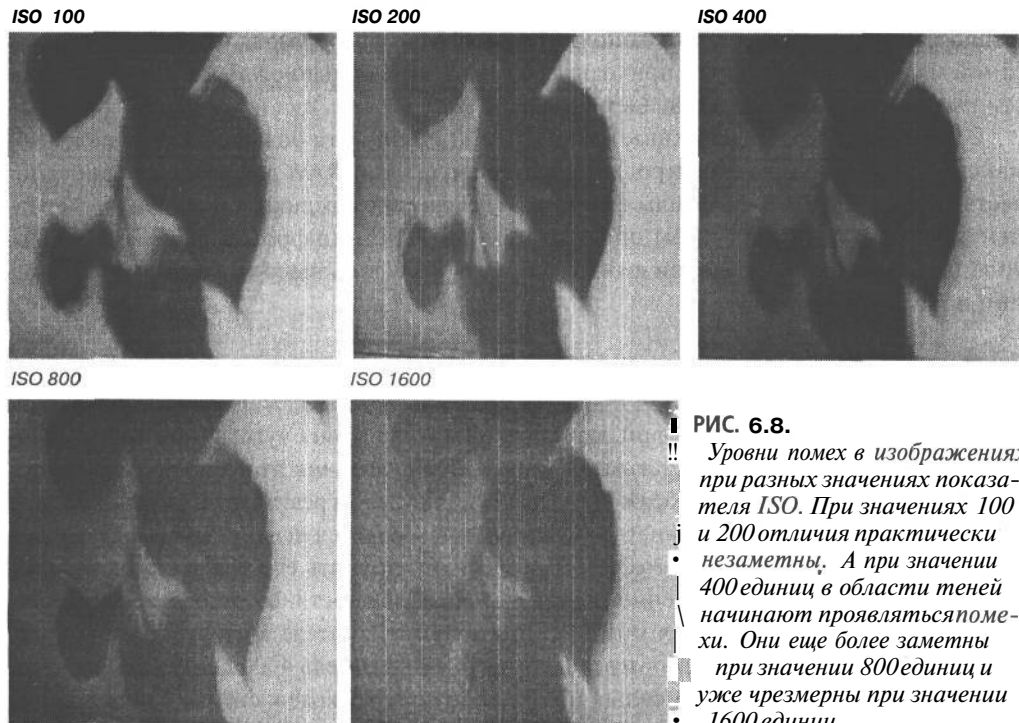 ISO 100
ISO 200
ISO 400
ISO 800
ISO 1600
РИС. 6.8.
Уровни помех в изображениях
при разных значениях показа-
теля ISO. При значениях 100
и 200 отличия практически
незаметны. А при значении
400 единиц в области теней
начинают проявляться поме-
хи. Они еще более заметны
при значении 800 единиц и
уже чрезмерны при значении
1600 единиц